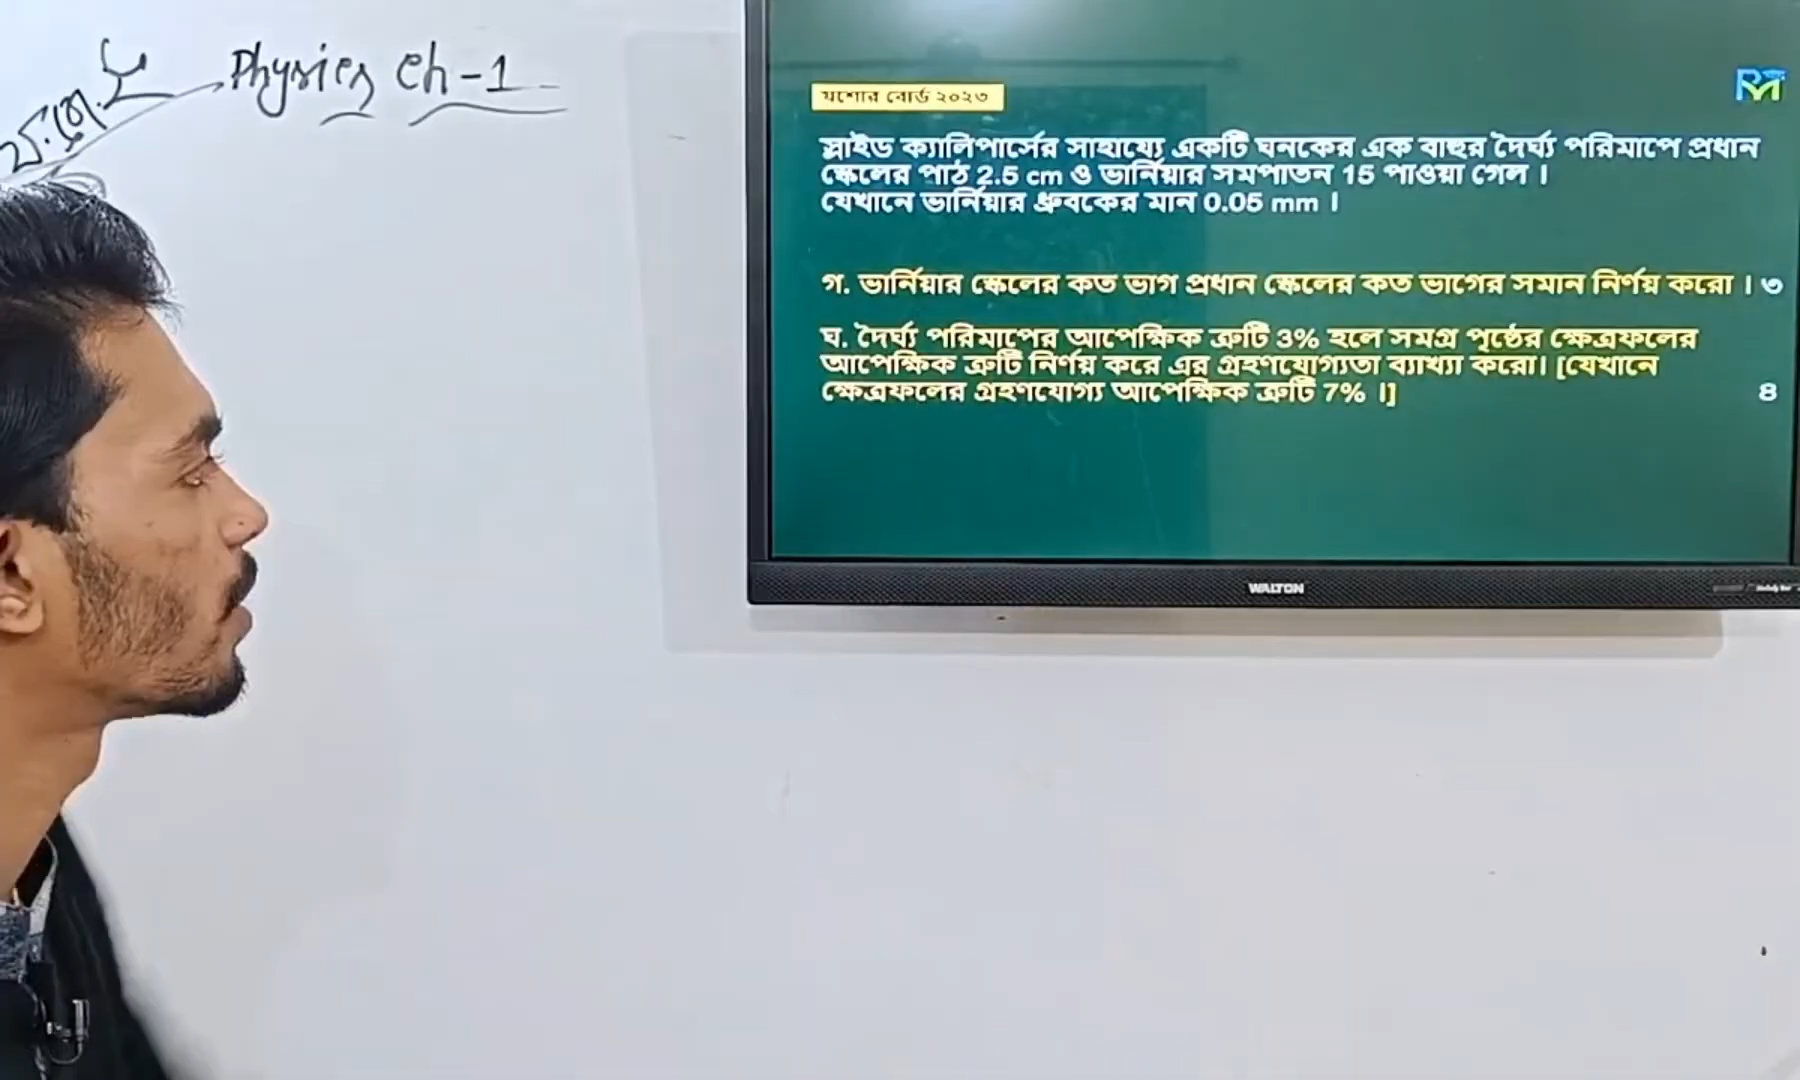 য.বো.
Physics Ch-1
যশোর বোর্ড ২০২৩
স্লাইড ক্যালিপার্সের সাহায্যে একটি ঘনকের এক বাহুর দৈর্ঘ্য পরিমাপে প্রধান
স্কেলের পাঠ 2.5 cm ও ভার্নিয়ার সমপাতন 15 পাওয়া গেল ।
যেখানে ভার্নিয়ার ধ্রুবকের মান 0.05 mm ।
গ. ভার্নিয়ার স্কেলের কত ভাগ প্রধান স্কেলের কত ভাগের সমান নির্ণয় করো । ৩
ঘ. দৈর্ঘ্য পরিমাপের আপেক্ষিক ত্রুটি 3% হলে সমগ্র পৃষ্ঠের ক্ষেত্রফলের
আপেক্ষিক ত্রুটি নির্ণয় করে এর গ্রহণযোগ্যতা ব্যাখ্যা করো। [যেখানে
ক্ষেত্রফলের গ্রহণযোগ্য আপেক্ষিক ত্রুটি 7% ।] ৪
WALTON